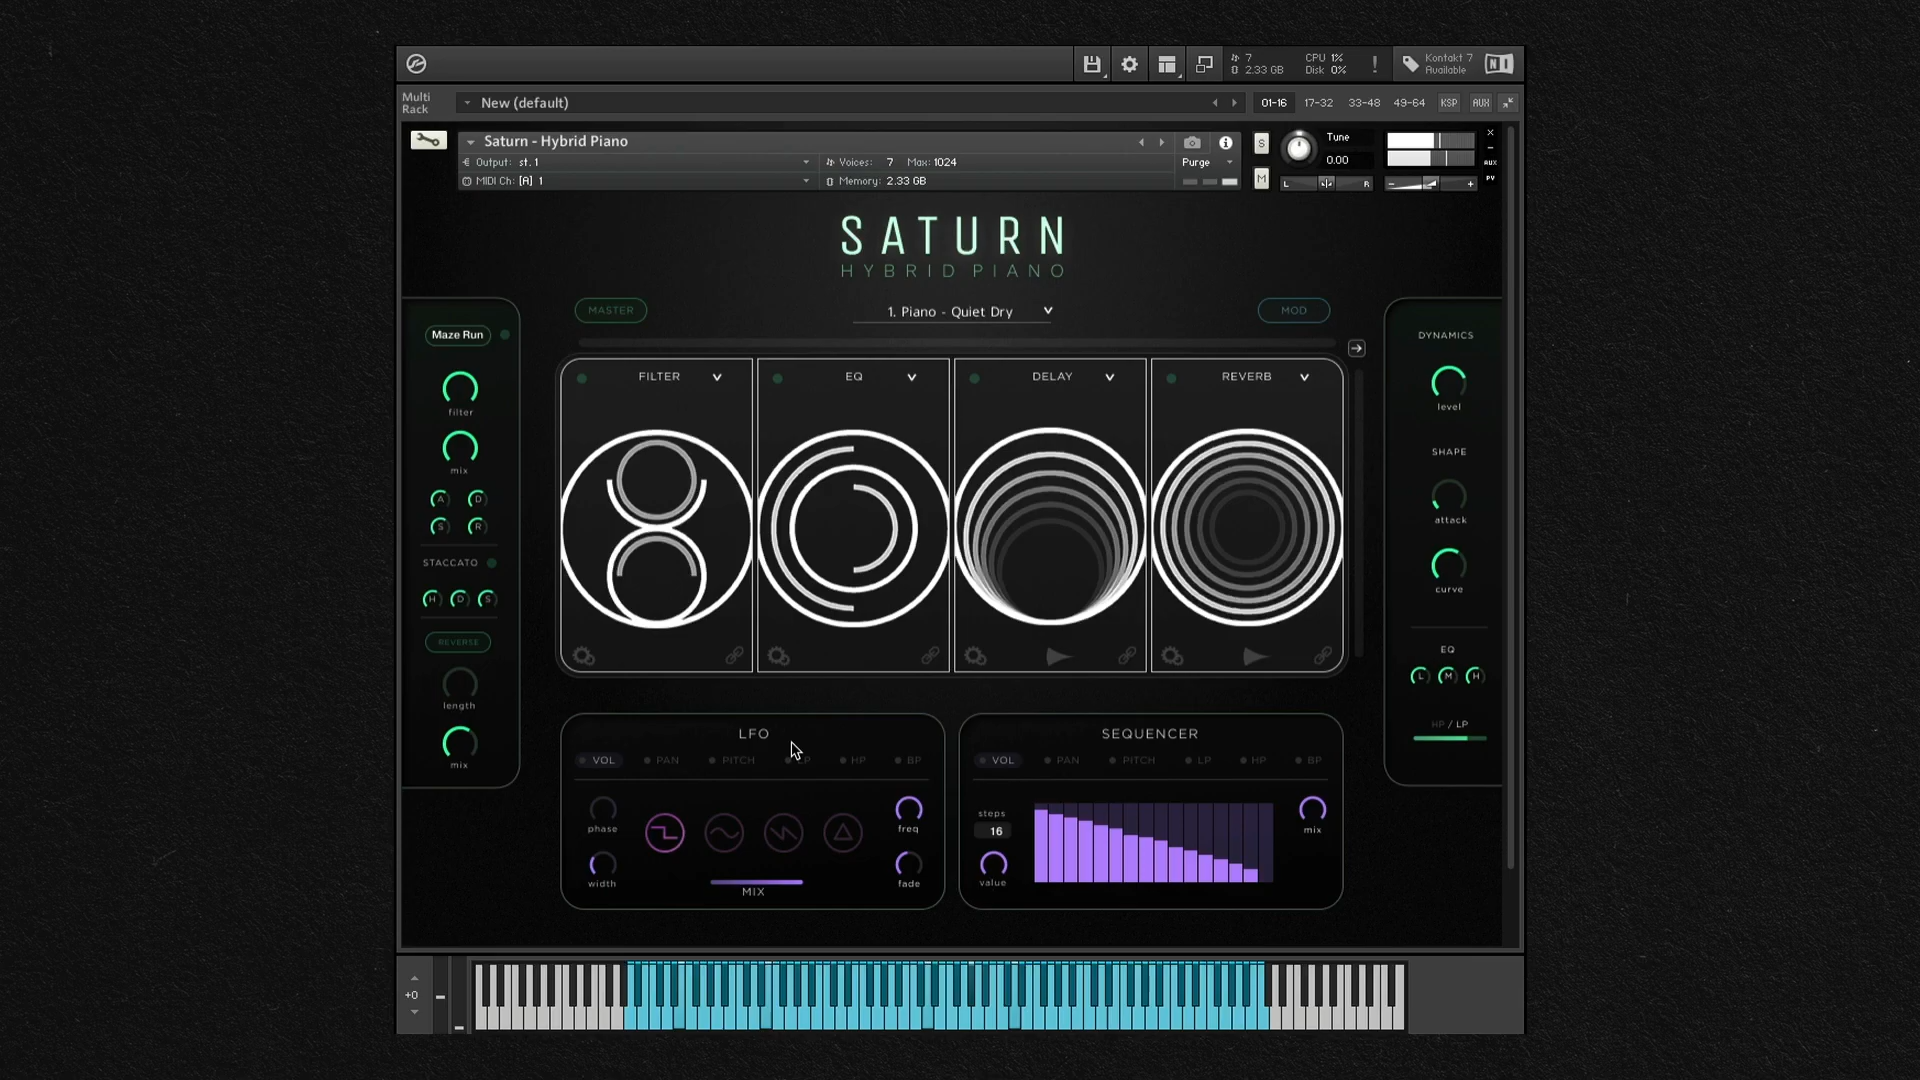 7
2.33 GB
CPU 1%
Disk 0%
!
Kontakt 7
Available
NI
Multi
Rack
New (default)
01-16
17-32
33-48
49-64
KSP
AUX
Saturn - Hybrid Piano
Output: st. 1
Voices: 7 Max: 1024
MIDI Ch: [A] 1
Memory: 2.33 GB
Purge
S
M
Tune
0.00
L
R
AUX
PV
SATURN
HYBRID PIANO
MASTER
1. Piano - Quiet Dry
MOD
Maze Run
filter
mix
A
D
S
R
STACCATO
H
D
S
REVERSE
length
mix
FILTER
EQ
DELAY
REVERB
DYNAMICS
level
SHAPE
attack
curve
EQ
L
M
H
HP / LP
LFO
VOL
PAN
PITCH
LP
HP
BP
phase
width
MIX
freq
fade
SEQUENCER
VOL
PAN
PITCH
LP
HP
BP
steps
16
value
mix
+0